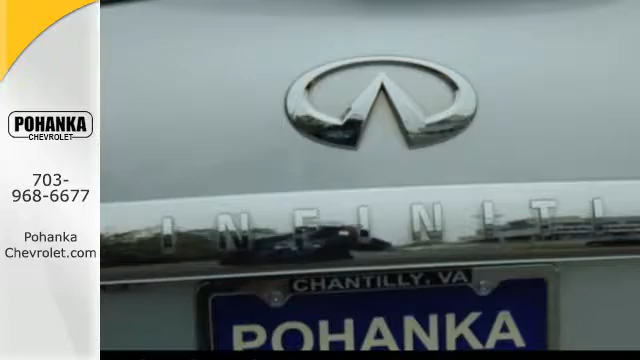 POHANKA
CHEVROLET
703-
968-6677
Pohanka
Chevrolet.com
INFINITI
CHANTILLY, VA
POHANKA